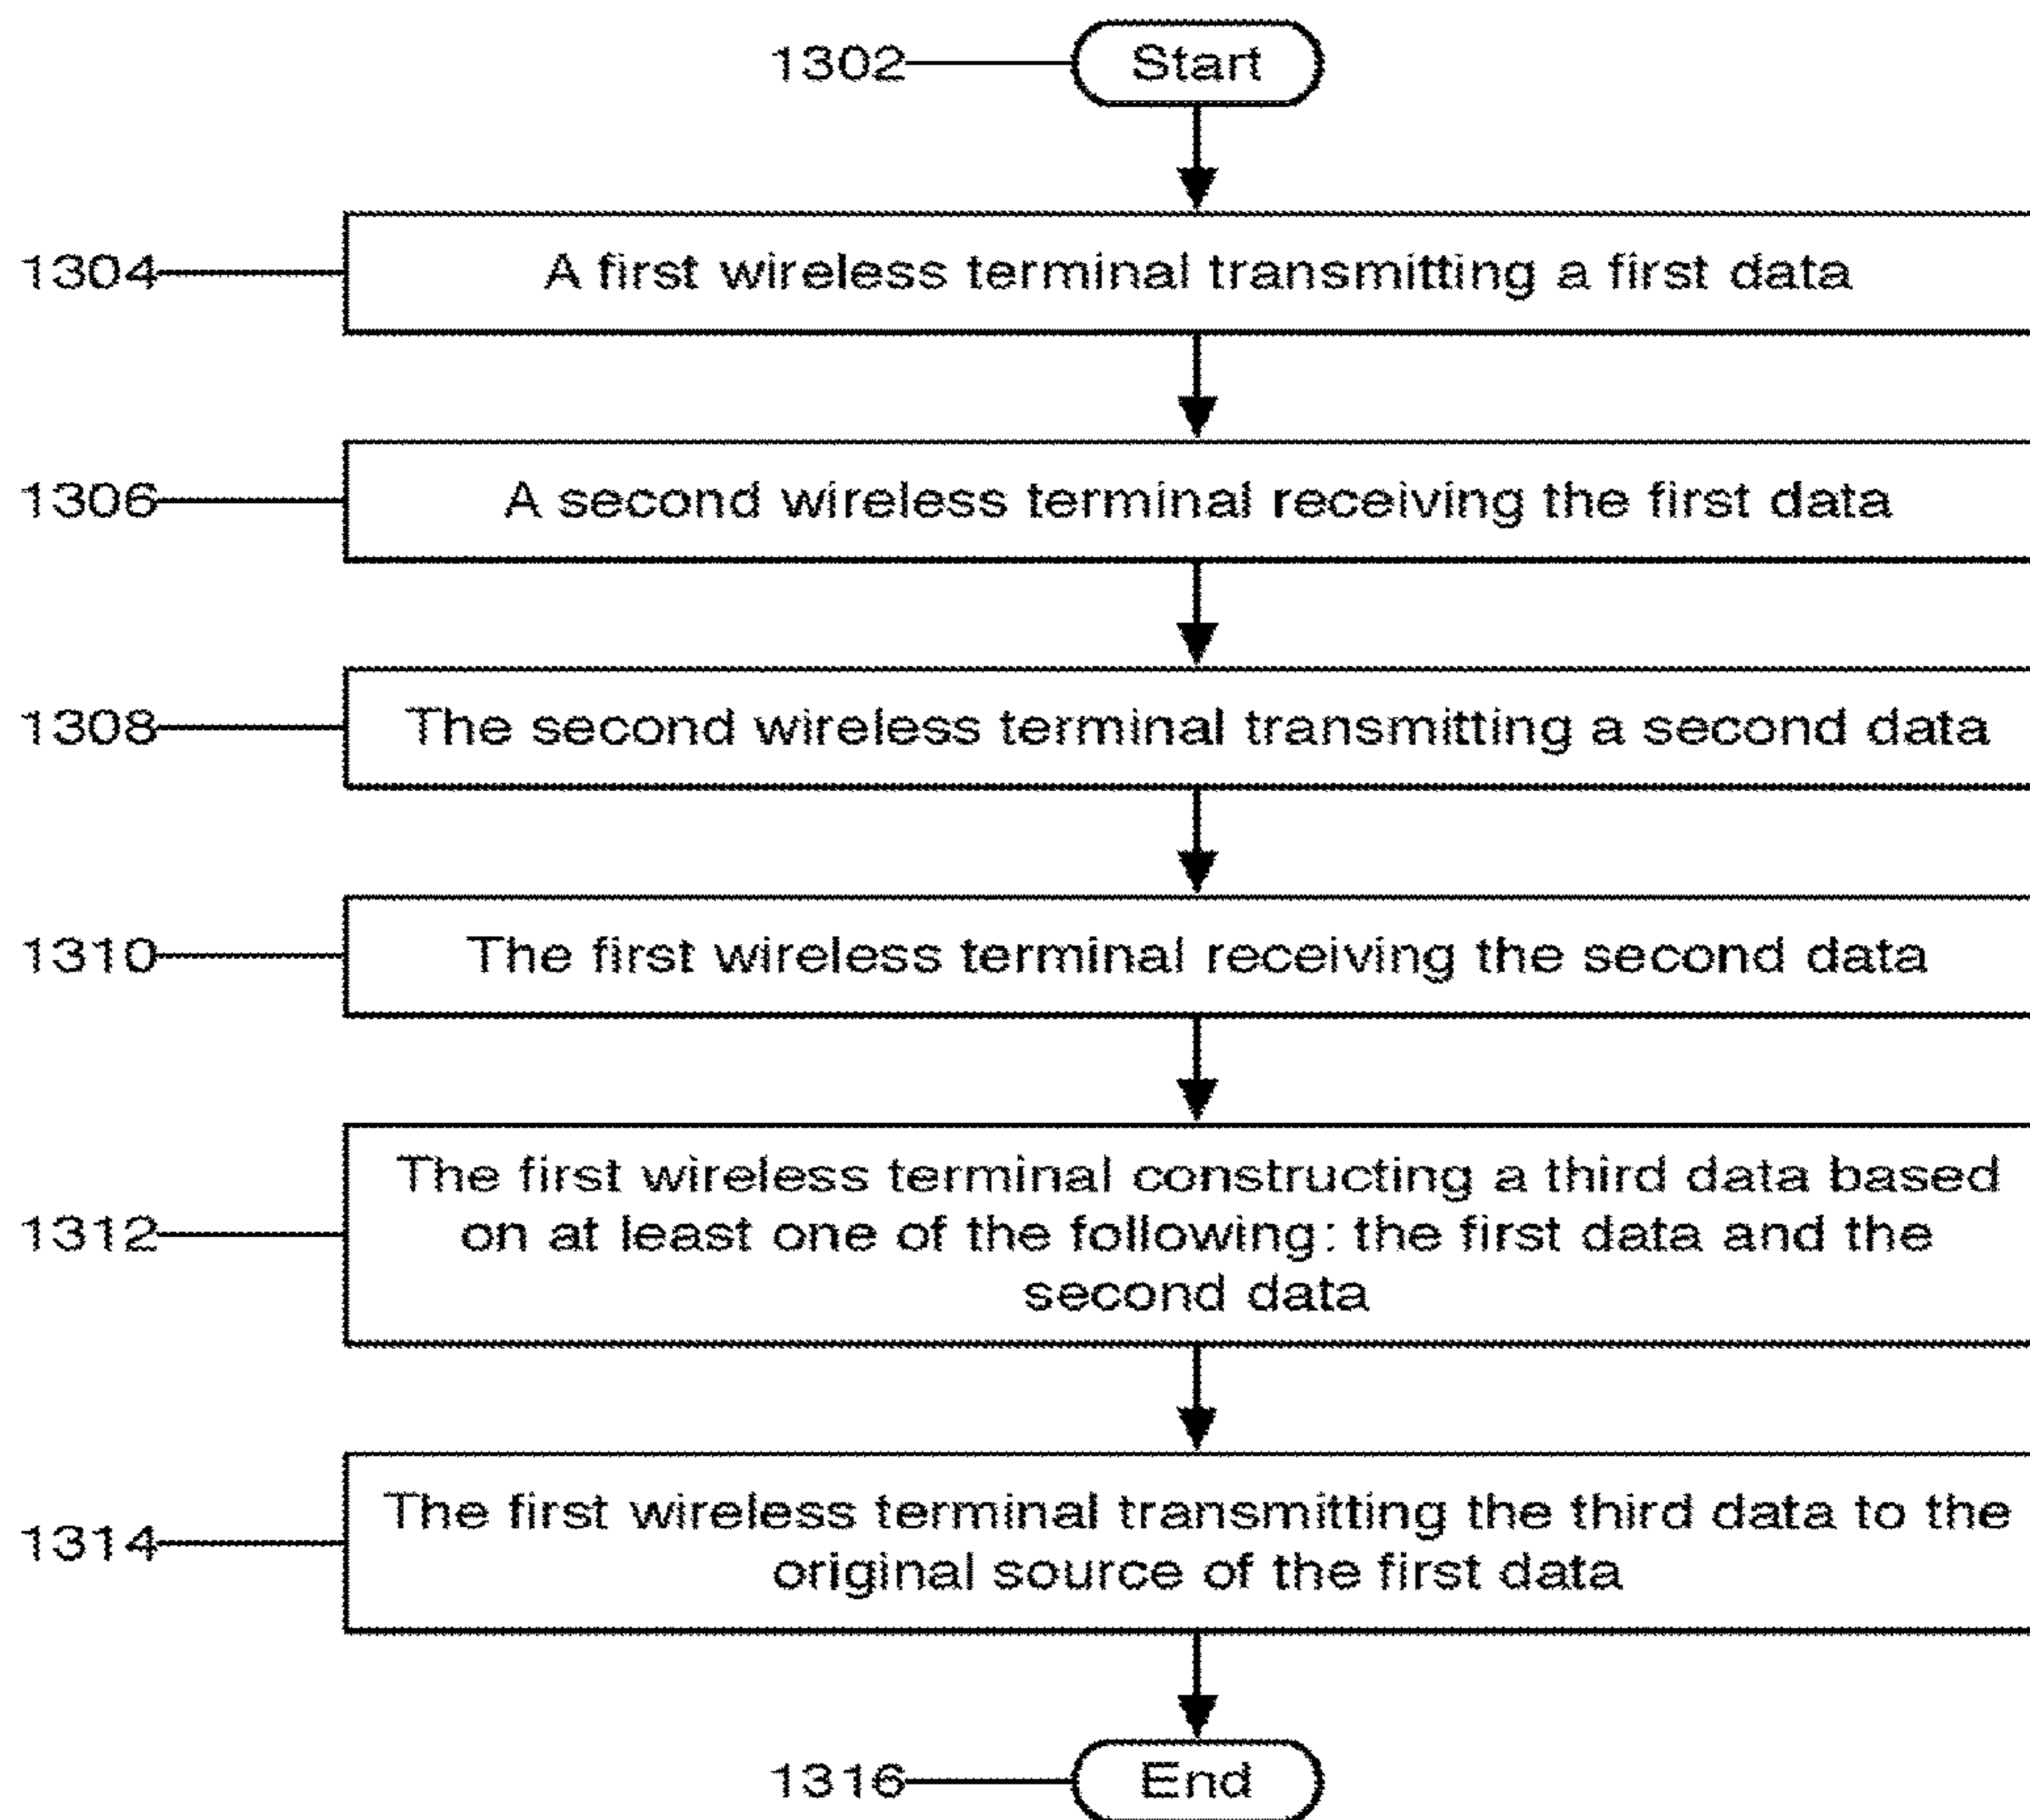 1302 Start
1304 A first wireless terminal transmitting a first data
1306 A second wireless terminal receiving the first data
1308 The second wireless terminal transmitting a second data
1310 The first wireless terminal receiving the second data
1312 The first wireless terminal constructing a third data based
on at least one of the following: the first data and the
second data
1314 The first wireless terminal transmitting the third data to the
original source of the first data
1316 End